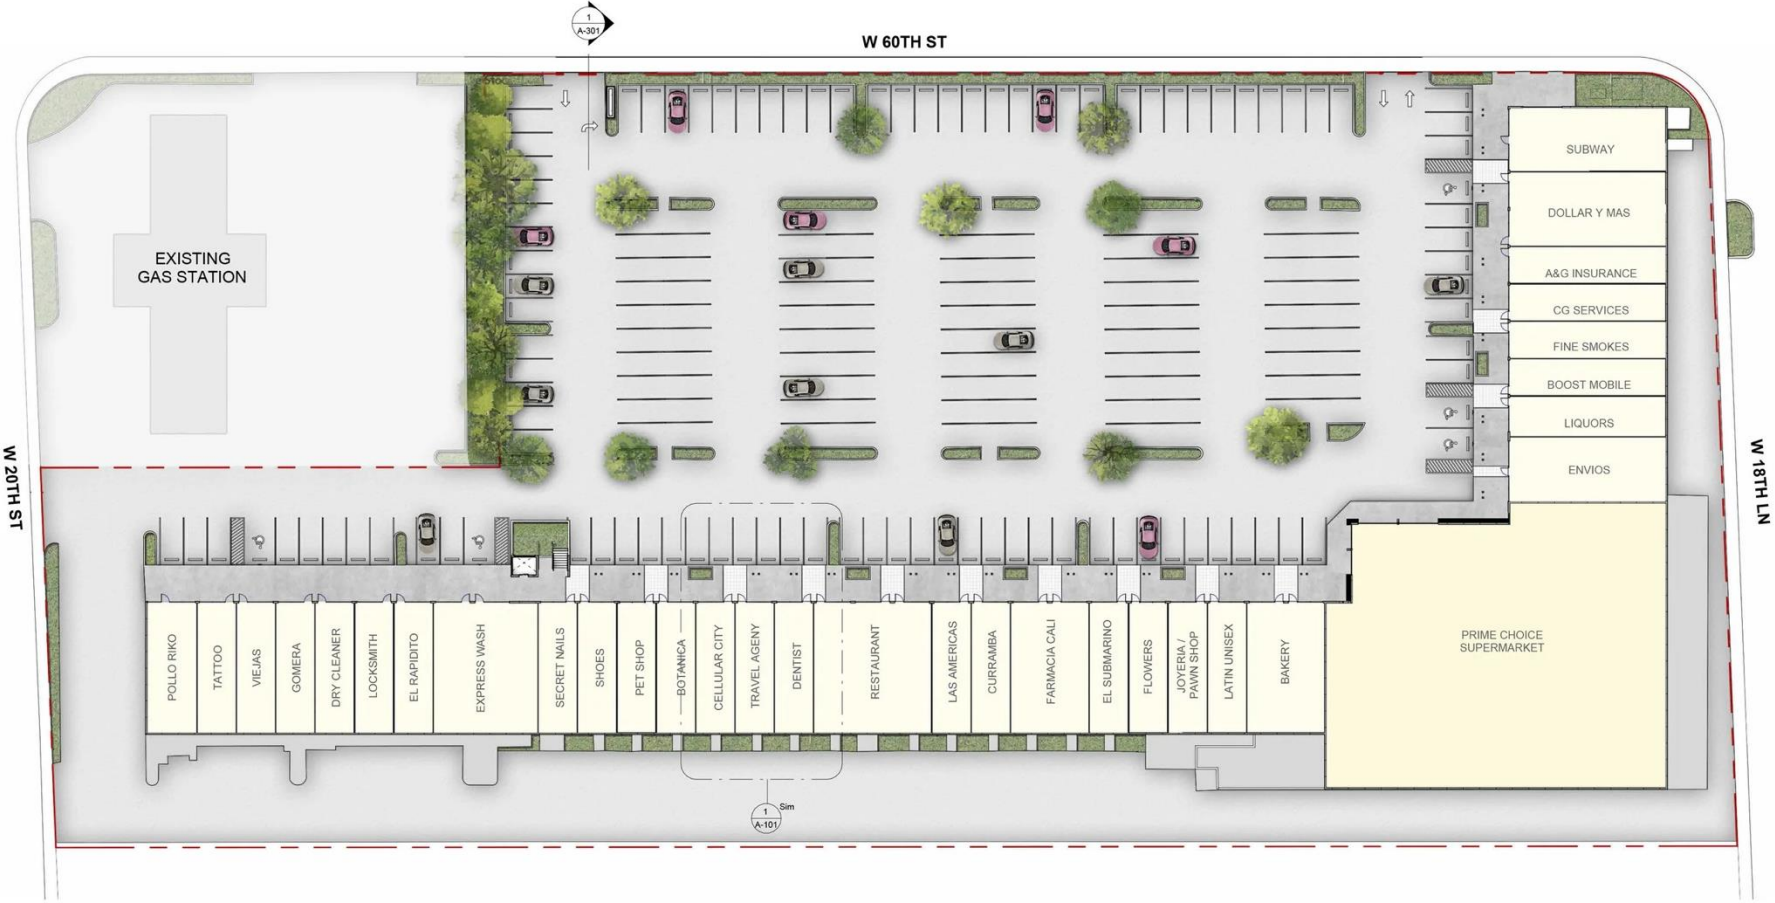 1
A-301
W 60TH ST
EXISTING
GAS STATION
W 20TH ST
W 18TH LN
SUBWAY
DOLLAR Y MAS
A&G INSURANCE
CG SERVICES
FINE SMOKES
BOOST MOBILE
LIQUORS
ENVIOS
PRIME CHOICE
SUPERMARKET
POLLO RIKO
TATTOO
VIEJAS
GOMERA
DRY CLEANER
LOCKSMITH
EL RAPIDITO
EXPRESS WASH
SECRET NAILS
SHOES
PET SHOP
BOTANICA
CELLULAR CITY
TRAVEL AGENY
DENTIST
RESTAURANT
LAS AMERICAS
CURRAMBA
FARMACIA CALI
EL SUBMARINO
FLOWERS
JOYERIA /
PAWN SHOP
LATIN UNISEX
BAKERY
1
A-101
Sim